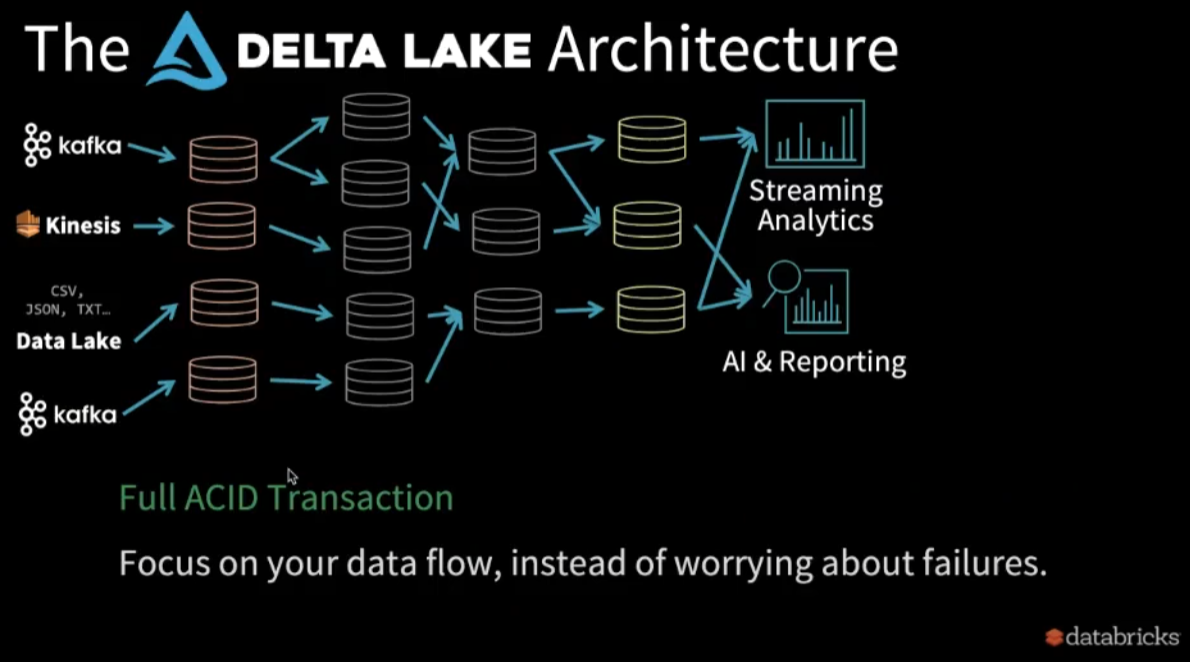 The DELTA LAKE Architecture
kafka
Kinesis
CSV,
JSON, TXT...
Data Lake
kafka
Streaming
Analytics
AI & Reporting
Full ACID Transaction
Focus on your data flow, instead of worrying about failures.
databricks